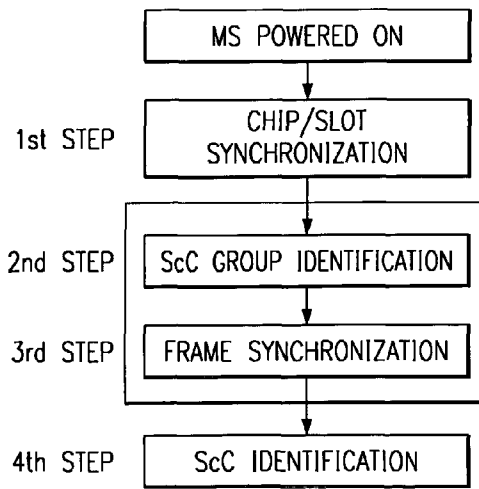 MS POWERED ON
1st STEP
CHIP/SLOT
SYNCHRONIZATION
2nd STEP
ScC GROUP IDENTIFICATION
3rd STEP
FRAME SYNCHRONIZATION
4th STEP
ScC IDENTIFICATION